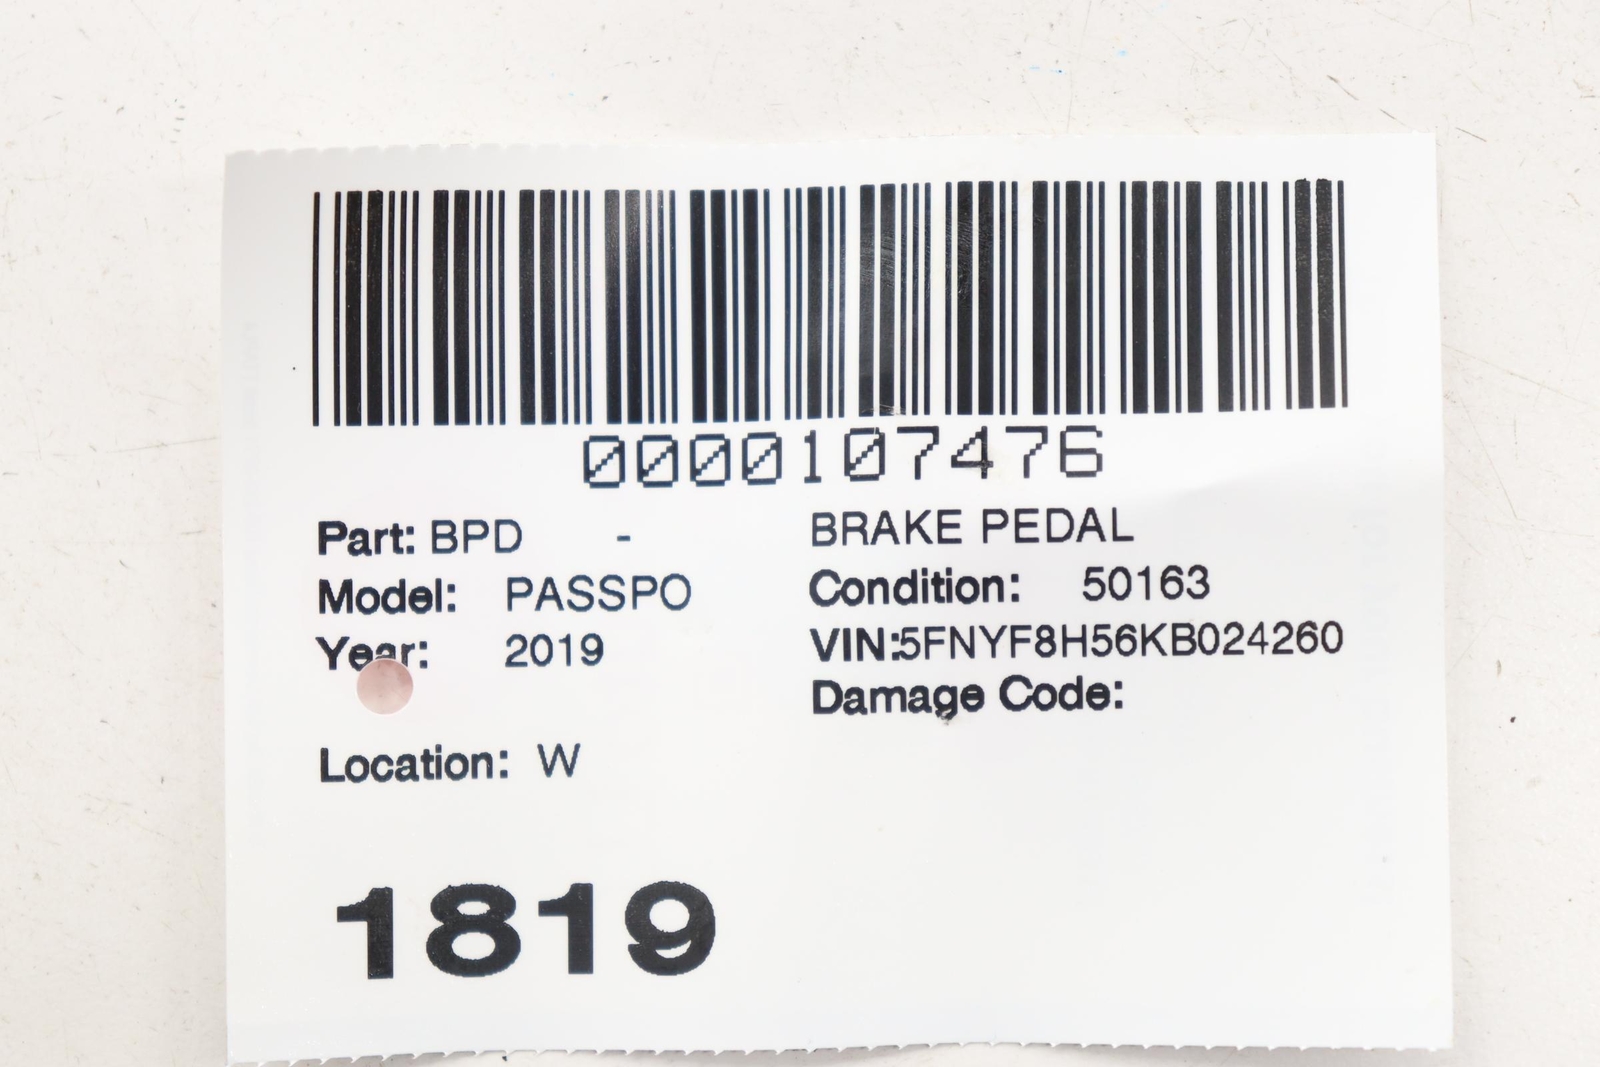 0000107476
Part: BPD - BRAKE PEDAL
Model: PASSPO Condition: 50163
Year: 2019 VIN:5FNYF8H56KB024260
Damage Code:
Location: W
1819